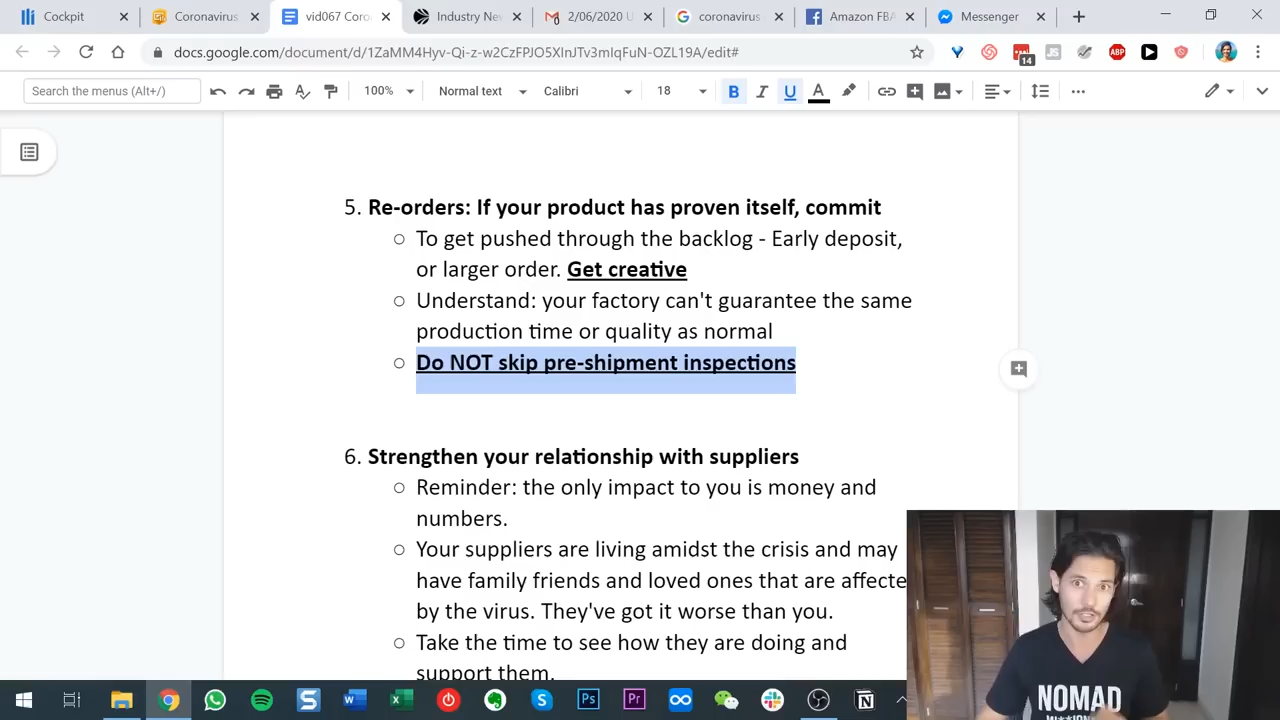 Cockpit
Coronavirus
vid067 Coro
Industry Nev
2/06/2020 U
coronavirus
Amazon FBA
Messenger
docs.google.com/document/d/1ZaMM4Hyv-Qi-z-w2CzFPJO5XInJTv3mIqFuN-OZL19A/edit#
14
JS
ABP
Search the menus (Alt+/)
100%
Normal text
Calibri
18
B I U A
5. Re-orders: If your product has proven itself, commit
○ To get pushed through the backlog - Early deposit,
or larger order. Get creative
○ Understand: your factory can't guarantee the same
production time or quality as normal
○ Do NOT skip pre-shipment inspections
6. Strengthen your relationship with suppliers
○ Reminder: the only impact to you is money and
numbers.
○ Your suppliers are living amidst the crisis and may
have family friends and loved ones that are affecte
by the virus. They've got it worse than you.
○ Take the time to see how they are doing and
support them.
NOMAD